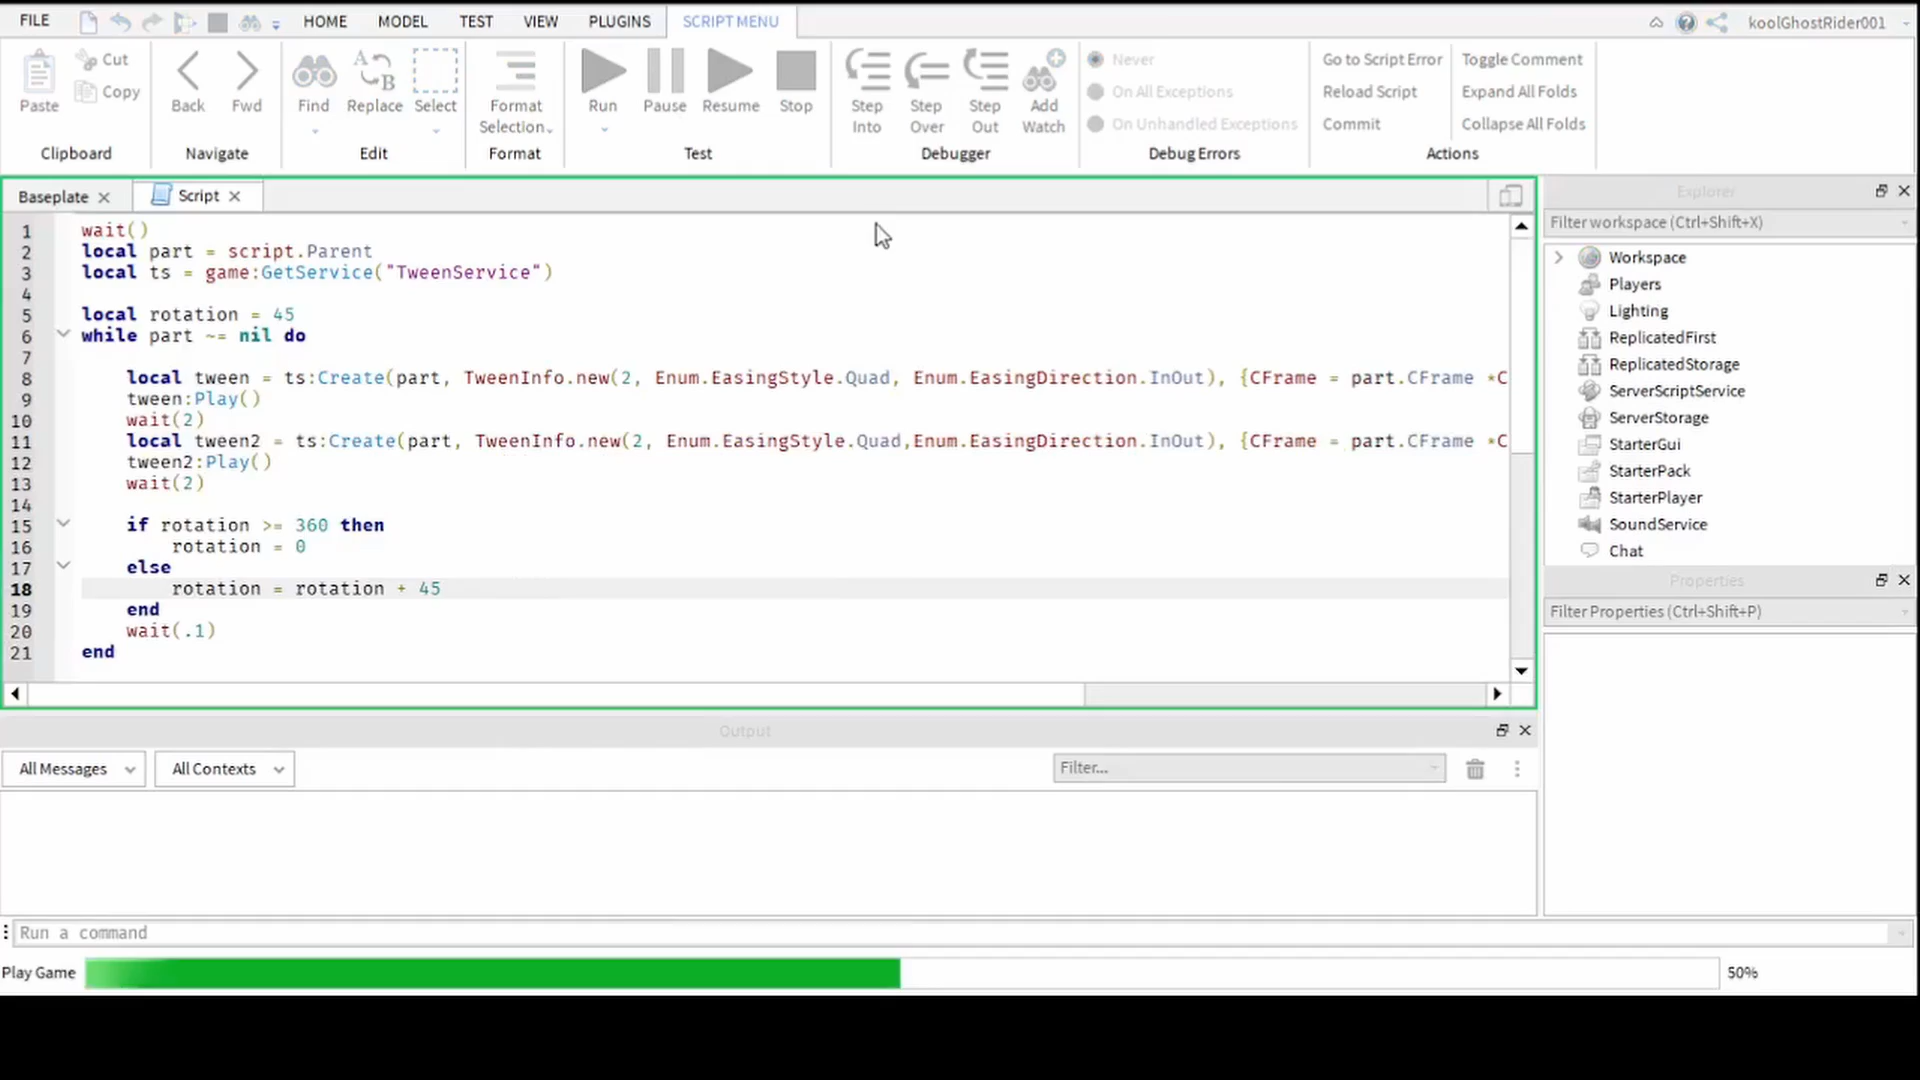 FILE HOME MODEL TEST VIEW PLUGINS SCRIPT MENU koolGhostRider001
Paste Cut Copy Clipboard
Back Fwd Navigate
Find Replace Select Edit
Format Selection Format
Run Pause Resume Stop Test
Step Into Step Over Step Out Add Watch Debugger
Never
On All Exceptions
On Unhandled Exceptions
Debug Errors
Go to Script Error Toggle Comment
Reload Script Expand All Folds
Commit Collapse All Folds
Actions
Baseplate Script
1 wait()
2 local part = script.Parent
3 local ts = game:GetService("TweenService")
4
5 local rotation = 45
6 while part ~= nil do
7
8 local tween = ts:Create(part, TweenInfo.new(2, Enum.EasingStyle.Quad, Enum.EasingDirection.InOut), {CFrame = part.CFrame *C
9 tween:Play()
10 wait(2)
11 local tween2 = ts:Create(part, TweenInfo.new(2, Enum.EasingStyle.Quad,Enum.EasingDirection.InOut), {CFrame = part.CFrame *C
12 tween2:Play()
13 wait(2)
14
15 if rotation >= 360 then
16 rotation = 0
17 else
18 rotation = rotation + 45
19 end
20 wait(.1)
21 end
Explorer
Filter workspace (Ctrl+Shift+X)
Workspace
Players
Lighting
ReplicatedFirst
ReplicatedStorage
ServerScriptService
ServerStorage
StarterGui
StarterPack
StarterPlayer
SoundService
Chat
Properties
Filter Properties (Ctrl+Shift+P)
Output
All Messages All Contexts Filter...
Run a command
Play Game 50%